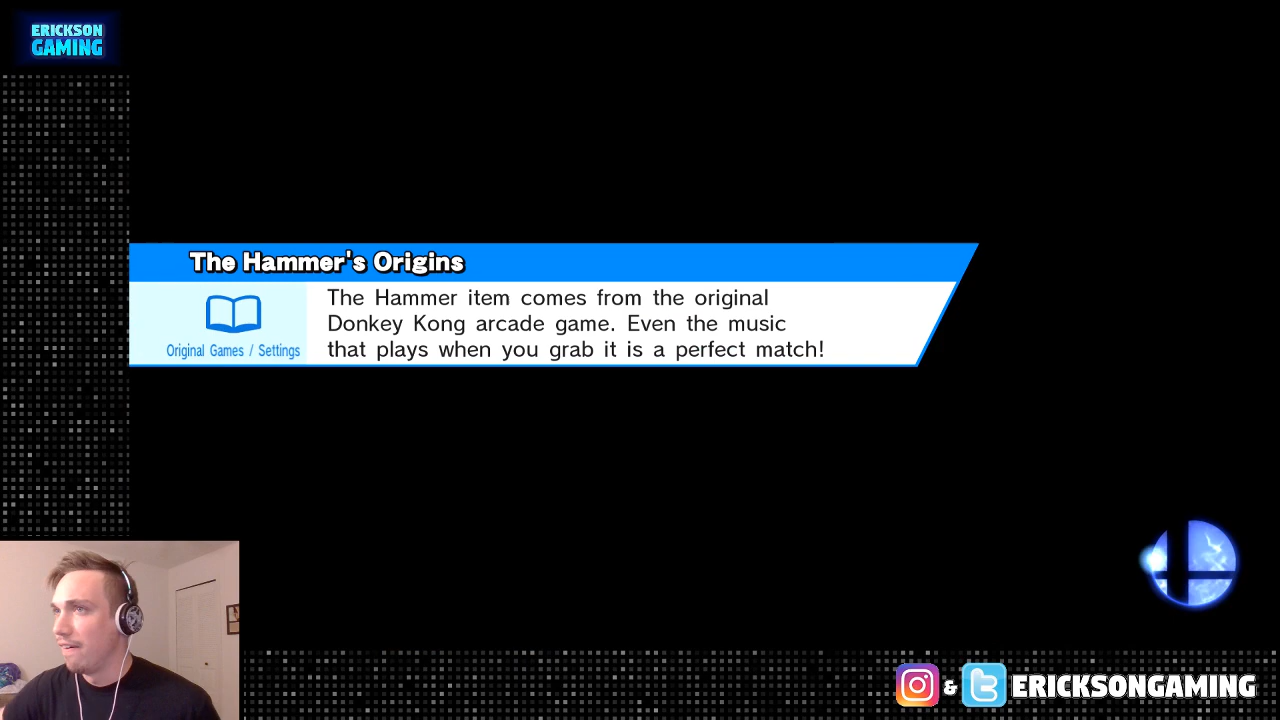 ERICKSON
GAMING
The Hammer's Origins
Original Games / Settings
The Hammer item comes from the original
Donkey Kong arcade game. Even the music
that plays when you grab it is a perfect match!
& ERICKSONGAMING